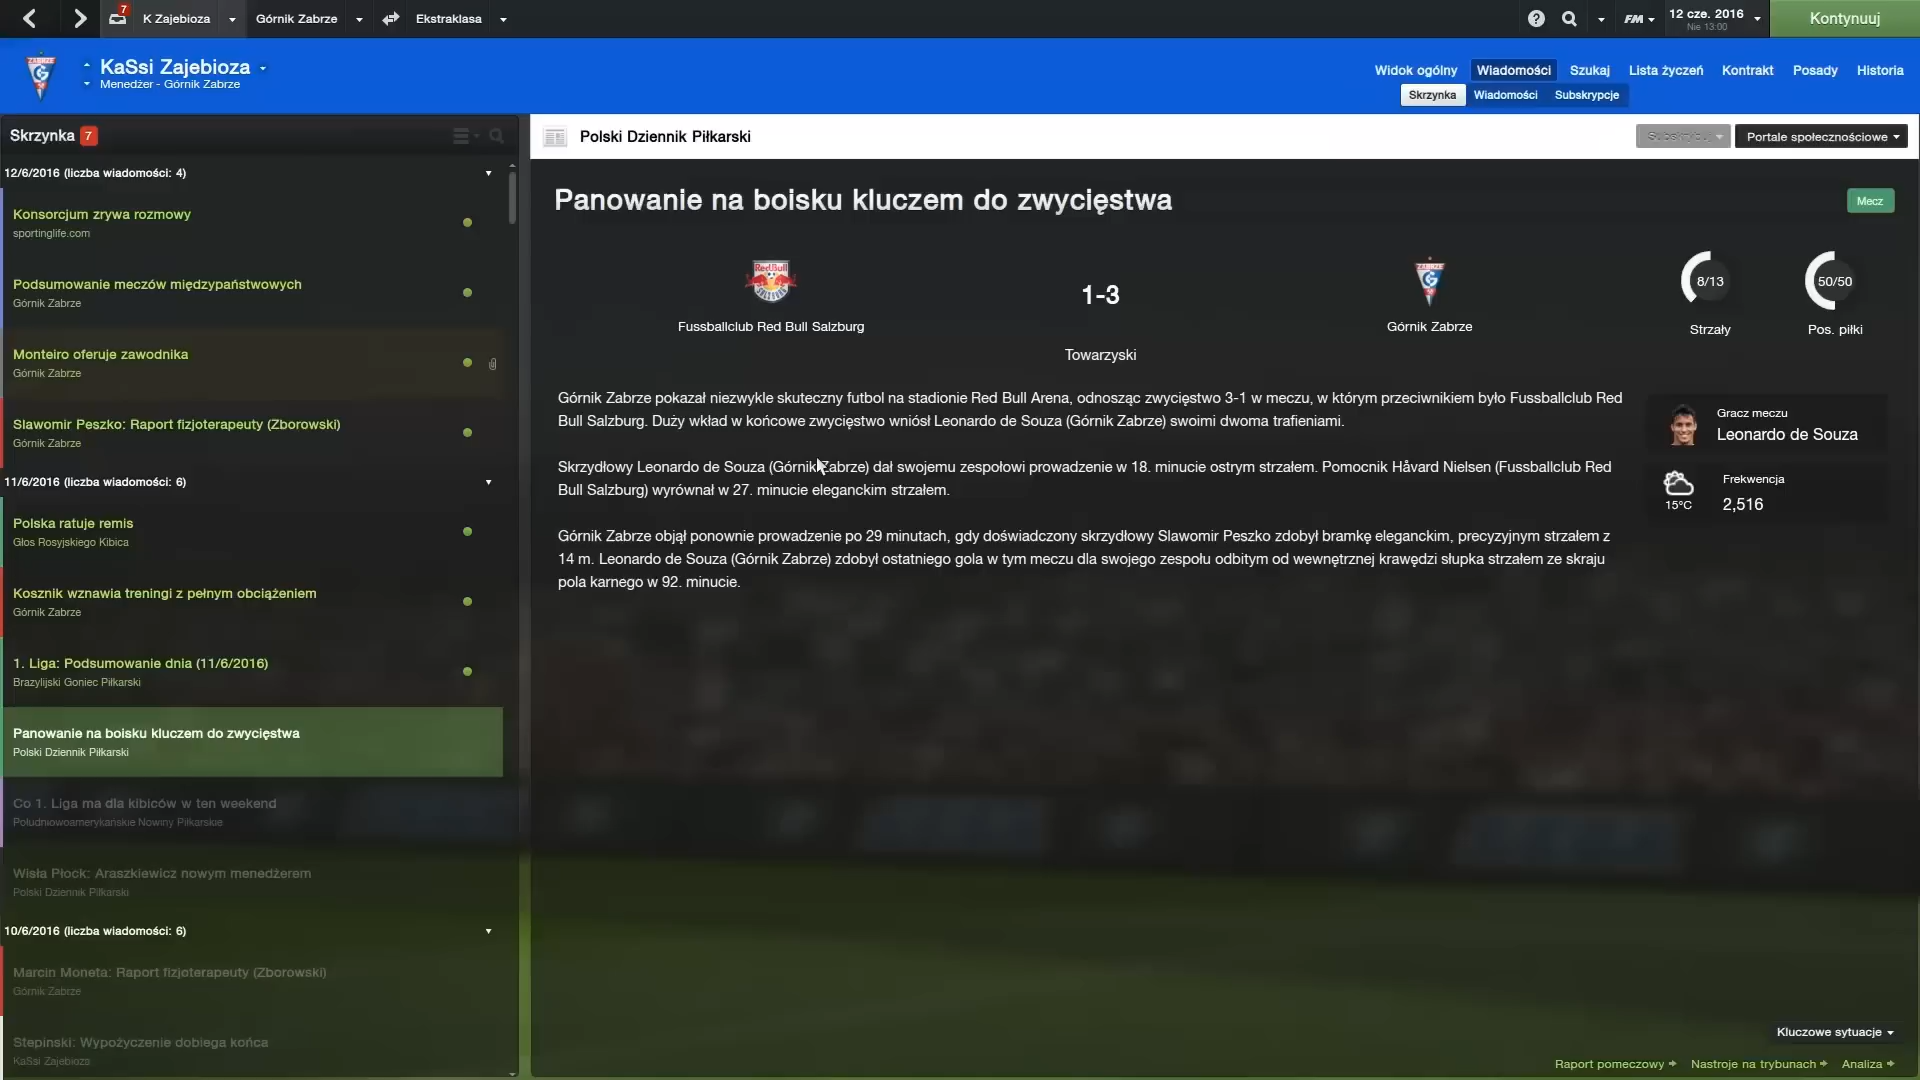 7
K Zajebioza
Górnik Zabrze
Ekstraklasa
FM
12 cze. 2016
Nie 13:00
Kontynuuj
KaSsi Zajebioza
Menedżer - Górnik Zabrze
Widok ogólny
Wiadomości
Szukaj
Lista życzeń
Kontrakt
Posady
Historia
Skrzynka
Wiadomości
Subskrypcje
Skrzynka 7
12/6/2016 (liczba wiadomości: 4)
Konsorcjum zrywa rozmowy
sportinglife.com
Podsumowanie meczów międzypaństwowych
Górnik Zabrze
Monteiro oferuje zawodnika
Górnik Zabrze
Slawomir Peszko: Raport fizjoterapeuty (Zborowski)
Górnik Zabrze
11/6/2016 (liczba wiadomości: 6)
Polska ratuje remis
Głos Rosyjskiego Kibica
Kosznik wznawia treningi z pełnym obciążeniem
Górnik Zabrze
1. Liga: Podsumowanie dnia (11/6/2016)
Brazylijski Goniec Piłkarski
Panowanie na boisku kluczem do zwycięstwa
Polski Dziennik Piłkarski
Co 1. Liga ma dla kibiców w ten weekend
Południowoamerykańskie Nowiny Piłkarskie
Wisła Płock: Araszkiewicz nowym menedżerem
Polski Dziennik Piłkarski
10/6/2016 (liczba wiadomości: 6)
Marcin Moneta: Raport fizjoterapeuty (Zborowski)
Górnik Zabrze
Stepinski: Wypożyczenie dobiega końca
KaSsi Zajebioza
Polski Dziennik Piłkarski
Portale społecznościowe
Panowanie na boisku kluczem do zwycięstwa
Mecz
Fussballclub Red Bull Salzburg
1-3
Górnik Zabrze
Towarzyski
8/13
Strzały
50/50
Pos. piłki
Górnik Zabrze pokazał niezwykle skuteczny futbol na stadionie Red Bull Arena, odnosząc zwycięstwo 3-1 w meczu, w którym przeciwnikiem było Fussballclub Red
Bull Salzburg. Duży wkład w końcowe zwycięstwo wniósł Leonardo de Souza (Górnik Zabrze) swoimi dwoma trafieniami.
Skrzydłowy Leonardo de Souza (Górnik Zabrze) dał swojemu zespołowi prowadzenie w 18. minucie ostrym strzałem. Pomocnik Håvard Nielsen (Fussballclub Red
Bull Salzburg) wyrównał w 27. minucie eleganckim strzałem.
Górnik Zabrze objął ponownie prowadzenie po 29 minutach, gdy doświadczony skrzydłowy Slawomir Peszko zdobył bramkę eleganckim, precyzyjnym strzałem z
14 m. Leonardo de Souza (Górnik Zabrze) zdobył ostatniego gola w tym meczu dla swojego zespołu odbitym od wewnętrznej krawędzi słupka strzałem ze skraju
pola karnego w 92. minucie.
Gracz meczu
Leonardo de Souza
15°C
Frekwencja
2,516
Kluczowe sytuacje
Raport pomeczowy
Nastroje na trybunach
Analiza